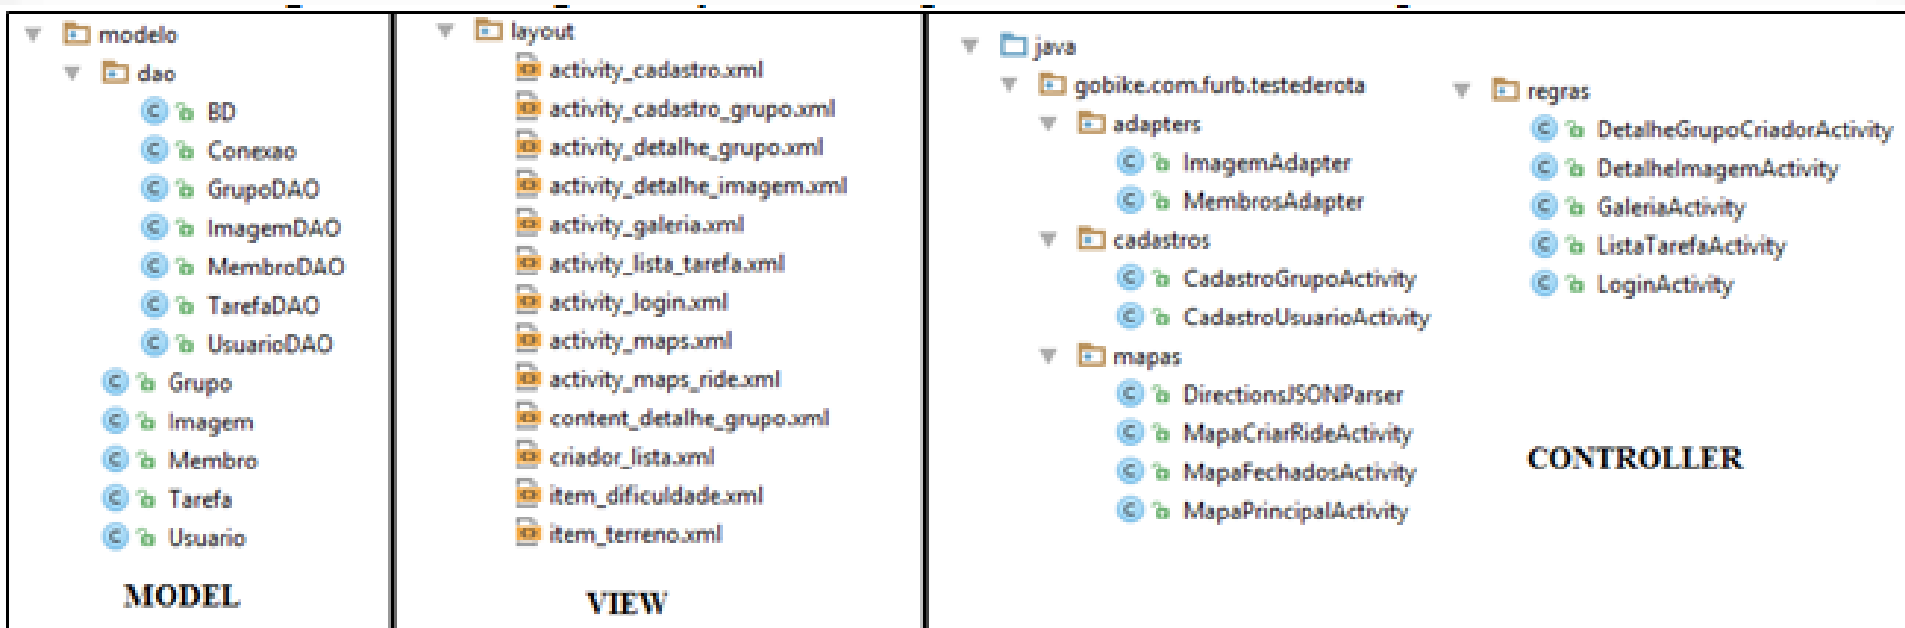 modelo
dao
BD
Conexao
GrupoDAO
ImagemDAO
MembroDAO
TarefaDAO
UsuarioDAO
Grupo
Imagem
Membro
Tarefa
Usuario
MODEL
layout
activity_cadastro.xml
activity_cadastro_grupo.xml
activity_detalhe_grupo.xml
activity_detalhe_imagem.xml
activity_galeria.xml
activity_lista_tarefa.xml
activity_login.xml
activity_maps.xml
activity_maps_ride.xml
content_detalhe_grupo.xml
criador_lista.xml
item_dificuldade.xml
item_terreno.xml
VIEW
java
gobike.com.furb.testederota
adapters
ImagemAdapter
MembrosAdapter
cadastros
CadastroGrupoActivity
CadastroUsuarioActivity
mapas
DirectionsJSONParser
MapaCriarRideActivity
MapaFechadosActivity
MapaPrincipalActivity
regras
DetalheGrupoCriadorActivity
DetalheImagemActivity
GaleriaActivity
ListaTarefaActivity
LoginActivity
CONTROLLER